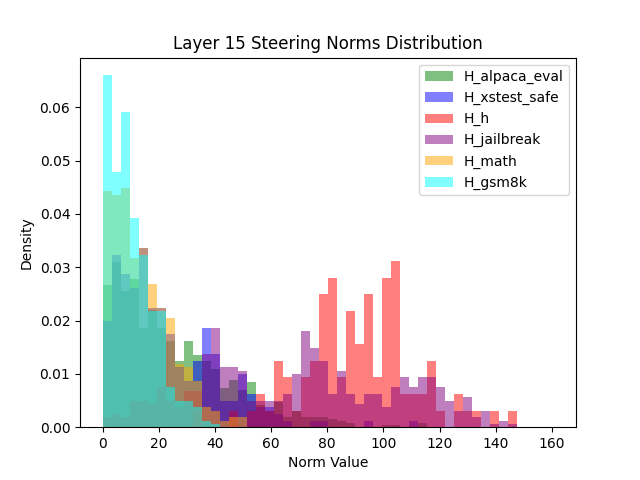 Layer 15 Steering Norms Distribution
H_alpaca_eval
H_xstest_safe
H_h
H_jailbreak
H_math
H_gsm8k
Density
0.06
0.05
0.04
0.03
0.02
0.01
0.00
0 20 40 60 80 100 120 140 160
Norm Value